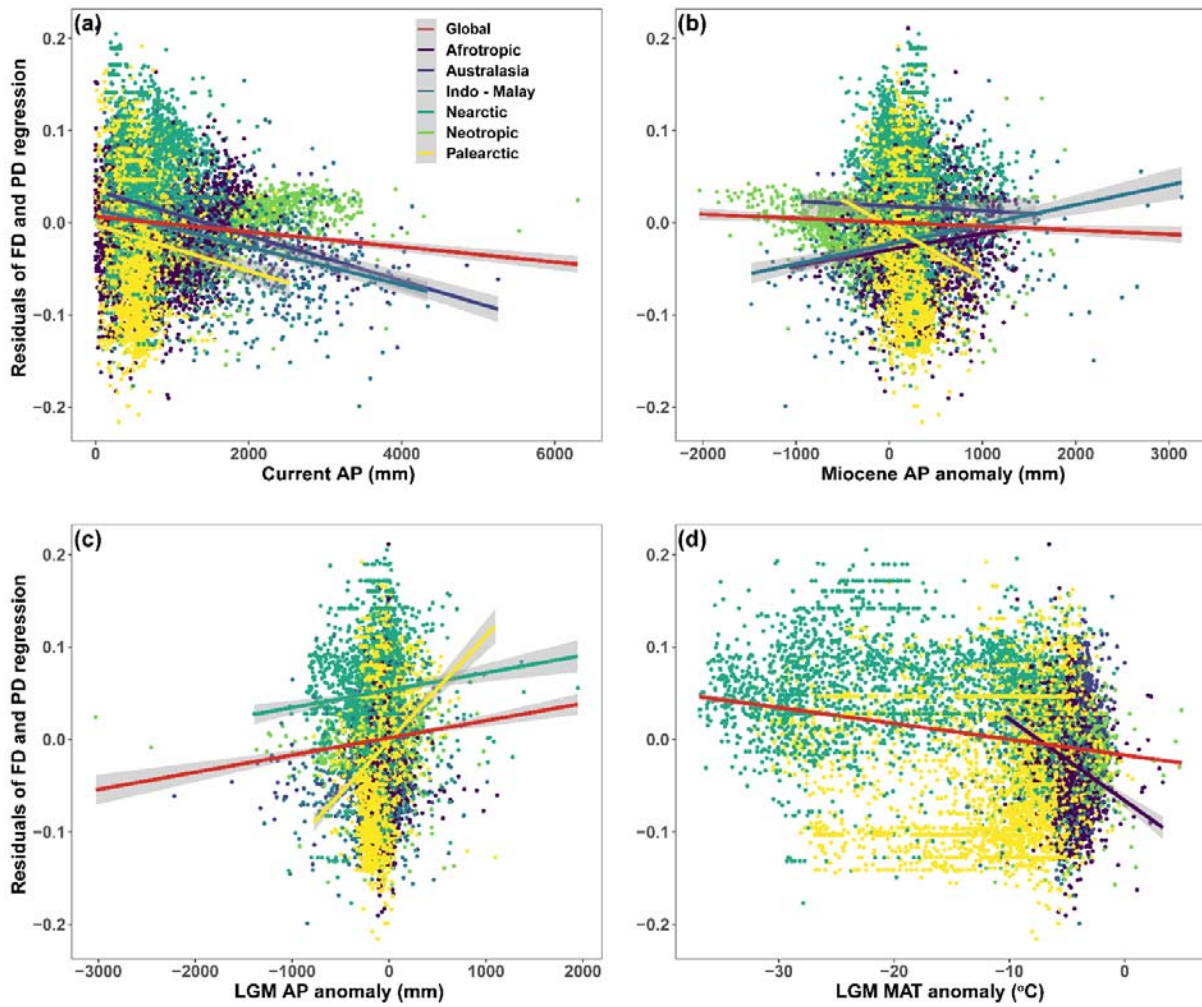 (a)
Global
Afrotropic
Australasia
Indo - Malay
Nearctic
Neotropic
Palearctic
Residuals of FD and PD regression
0.2
0.1
0.0
−0.1
−0.2
0
2000
4000
6000
Current AP (mm)
(b)
0.2
0.1
0.0
−0.1
−0.2
−2000
−1000
0
1000
2000
3000
Miocene AP anomaly (mm)
(c)
Residuals of FD and PD regression
0.2
0.1
0.0
−0.1
−0.2
−3000
−2000
−1000
0
1000
2000
LGM AP anomaly (mm)
(d)
0.2
0.1
0.0
−0.1
−0.2
−30
−20
−10
0
LGM MAT anomaly (°C)